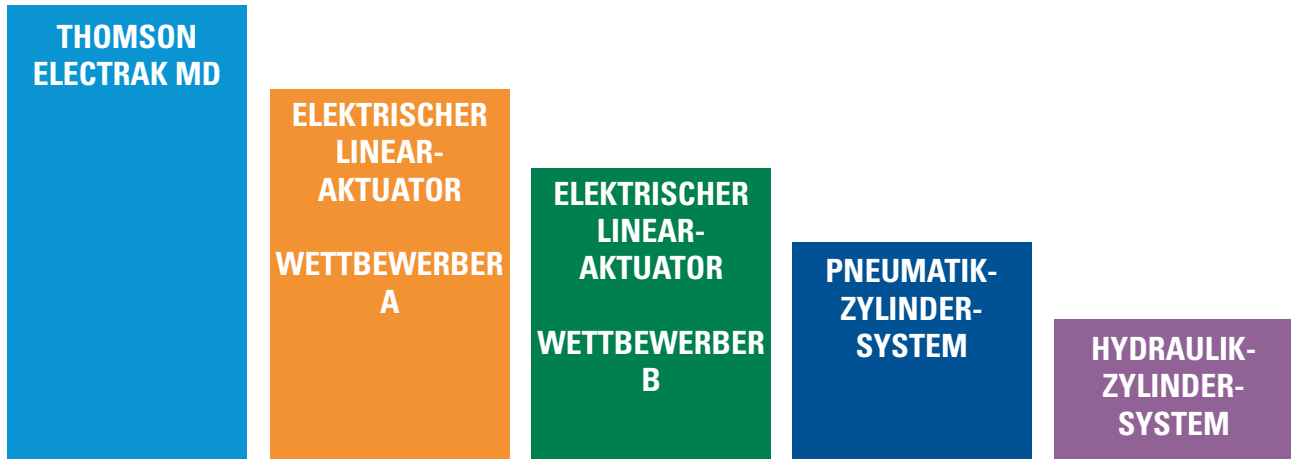 THOMSON
ELECTRAK MD
ELEKTRISCHER
LINEAR-
AKTUATOR
WETTBEWERBER
A
ELEKTRISCHER
LINEAR-
AKTUATOR
WETTBEWERBER
B
PNEUMATIK-
ZYLINDER-
SYSTEM
HYDRAULIK-
ZYLINDER-
SYSTEM